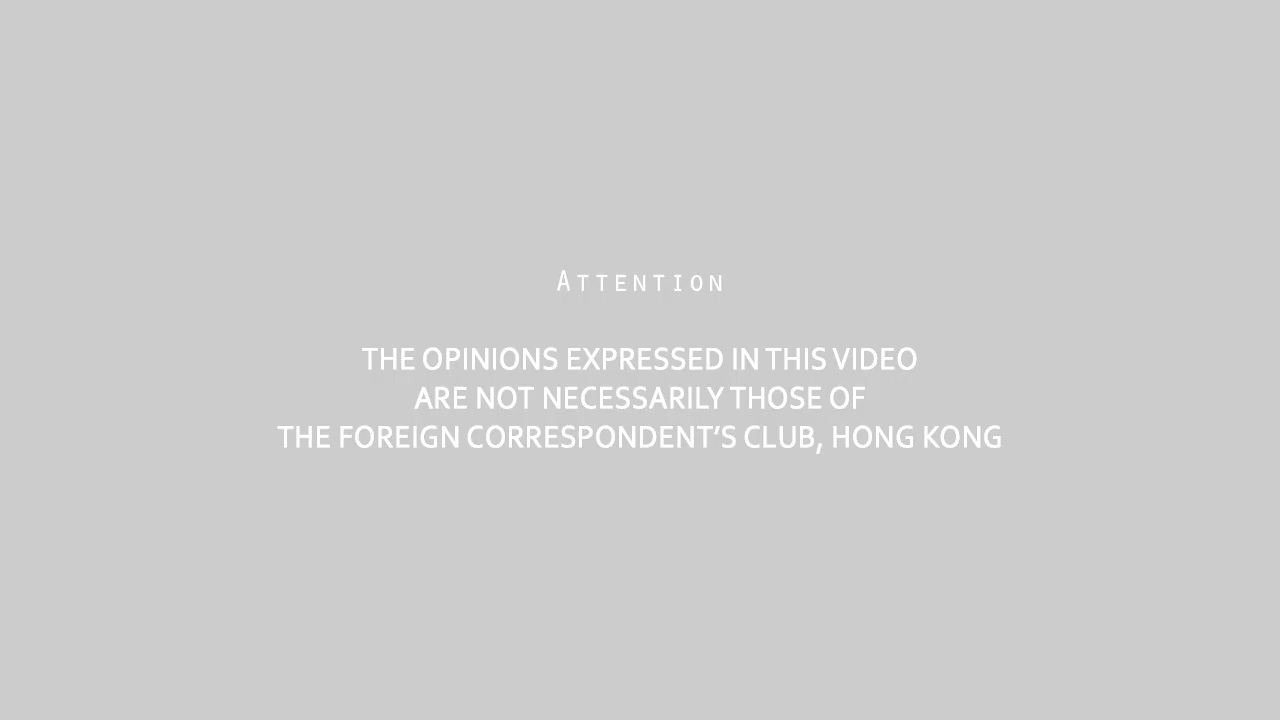 Attention
THE OPINIONS EXPRESSED IN THIS VIDEO
ARE NOT NECESSARILY THOSE OF
THE FOREIGN CORRESPONDENT’S CLUB, HONG KONG